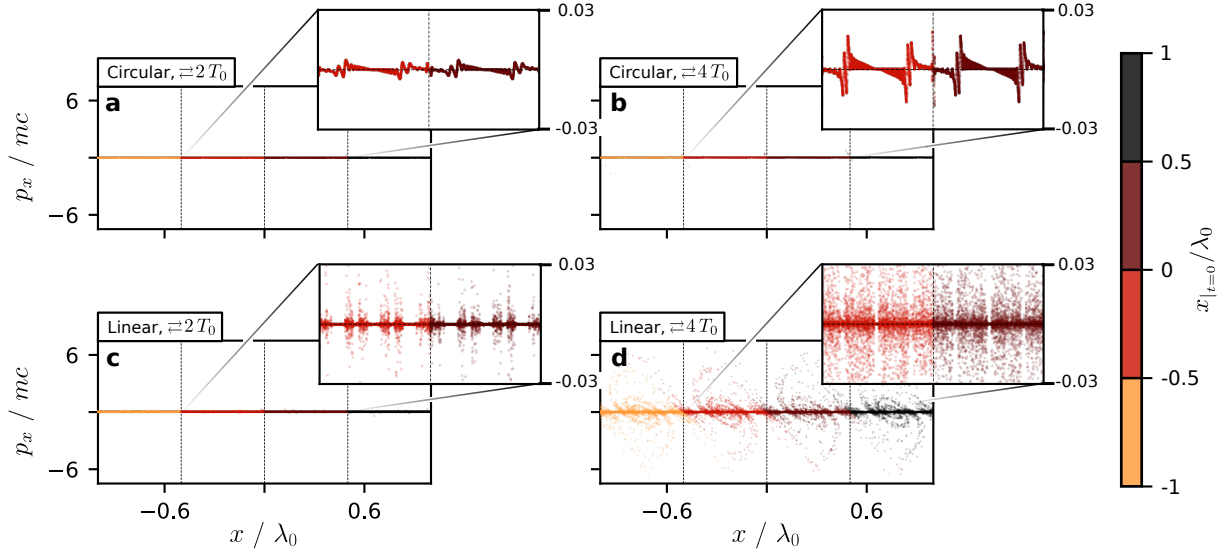 0.03
0.03
Circular, ⇄2 T₀
Circular, ⇄4 T₀
1
6
a
b
0.5
-0.03
-0.03
pₓ / mc
−6
0
x|t=0/λ₀
0.03
0.03
Linear, ⇄2 T₀
Linear, ⇄4 T₀
6
c
d
-0.5
-0.03
-0.03
pₓ / mc
−6
-1
−0.6
0.6
−0.6
0.6
x / λ₀
x / λ₀